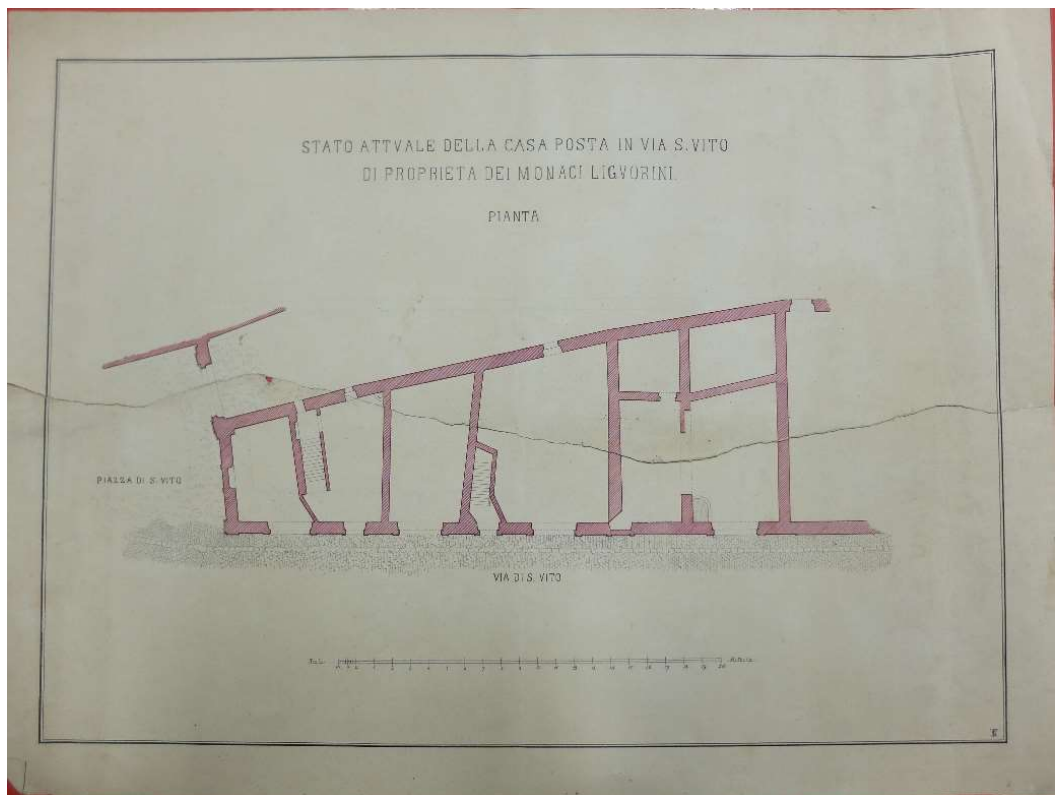 STATO ATTVALE DELLA CASA POSTA IN VIA S. VITO
DI PROPRIETA DEI MONACI LIGVORINI.
PIANTA
PIAZZA DI S. VITO
VIA DI S. VITO